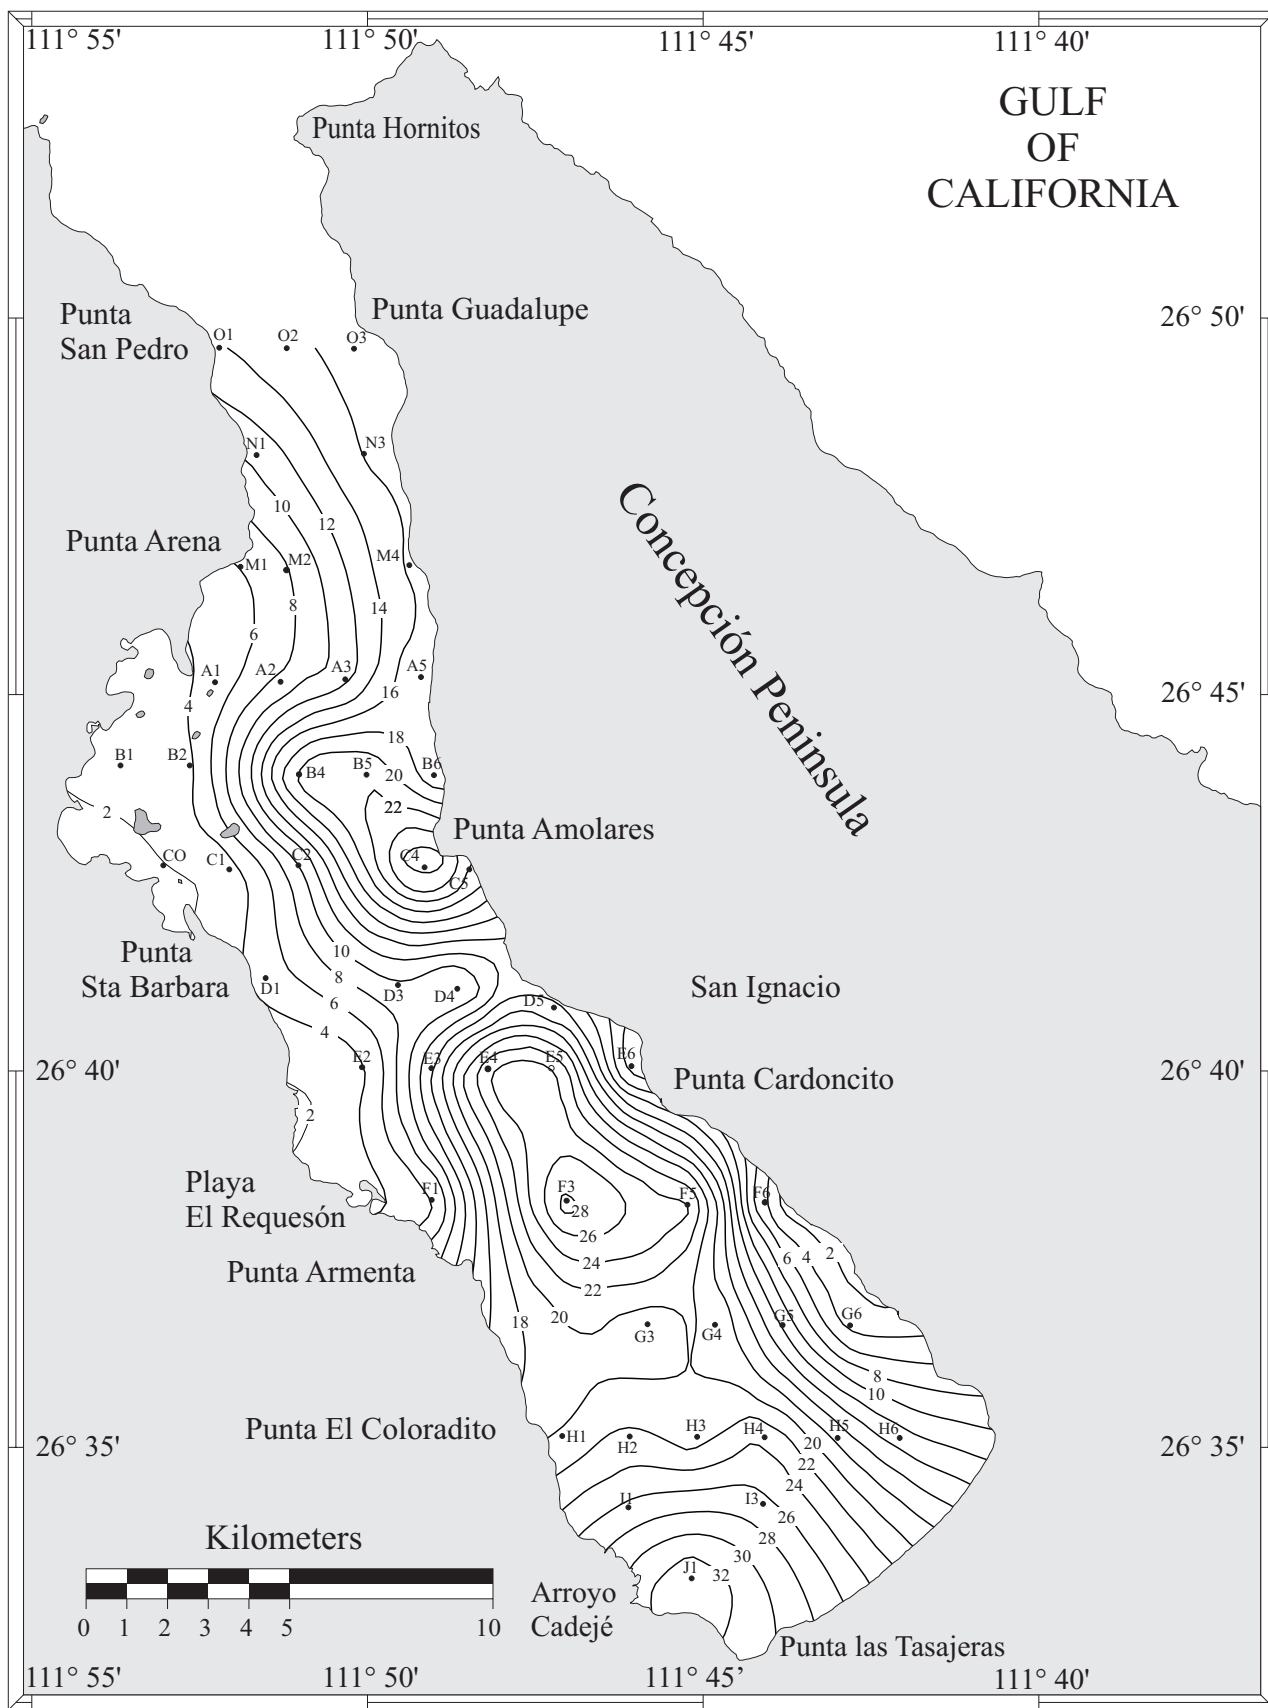 111° 55'
111° 50'
111° 45'
111° 40'
GULF
OF
CALIFORNIA
Punta Hornitos
Punta Guadalupe
Punta
San Pedro
26° 50'
O1
O2
O3
N1
N3
10
12
Punta Arena
M1
M2
M4
8
14
6
Concepción Peninsula
A1
A2
A3
A5
16
4
26° 45'
18
B1
B2
B4
B5
B6
20
22
2
Punta Amolares
CO
C1
C2
C4
C5
Punta
Sta Barbara
10
8
6
4
D1
D3
D4
D5
San Ignacio
26° 40'
E2
E3
E4
E5
E6
Punta Cardoncito
26° 40'
2
Playa
El Requesón
F1
F3
F5
F6
28
26
24
22
6
4
2
Punta Armenta
18
20
G3
G4
G5
G6
8
10
Punta El Coloradito
H1
H2
H3
H4
H5
H6
26° 35'
26° 35'
20
22
24
I1
I3
26
28
30
32
J1
Kilometers
0
1
2
3
4
5
10
Arroyo
Cadejé
Punta las Tasajeras
111° 55'
111° 50'
111° 45’
111° 40'